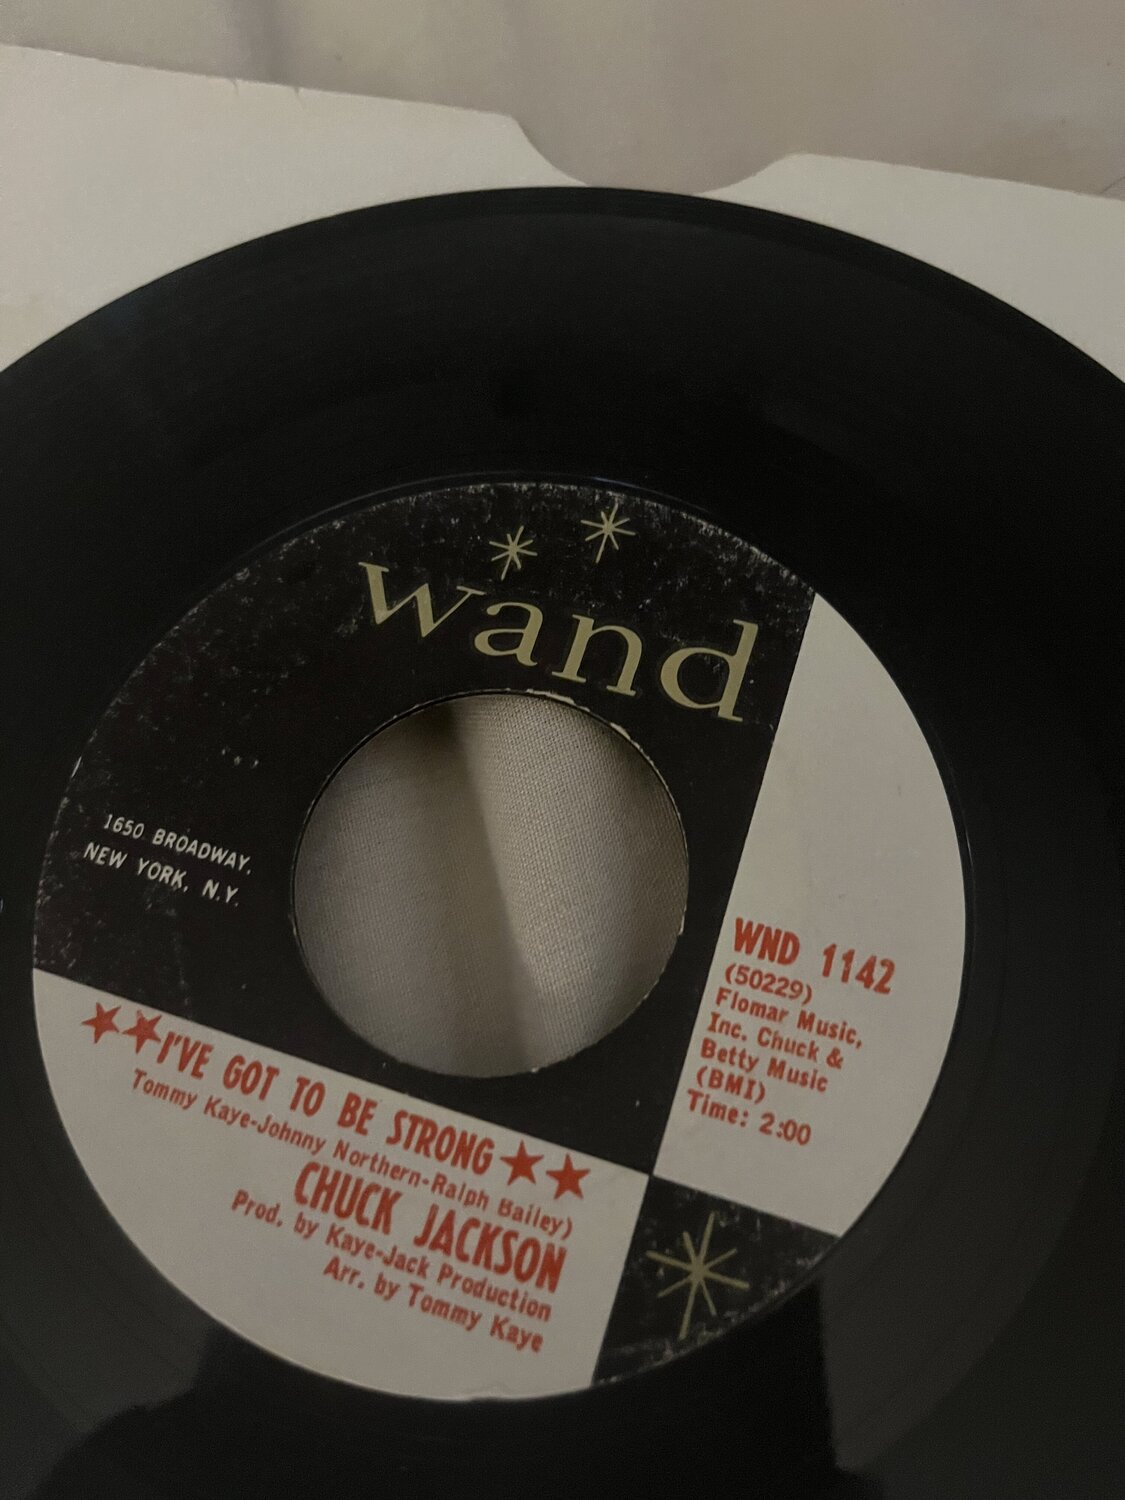 wand
1650 BROADWAY,
NEW YORK, N.Y.
WND 1142
(50229)
Flomar Music,
Inc. Chuck &
Betty Music
(BMI)
Time: 2:00
★★I'VE GOT TO BE STRONG★★
Tommy Kaye-Johnny Northern-Ralph Bailey)
CHUCK JACKSON
Prod. by Kaye-Jack Production
Arr. by Tommy Kaye